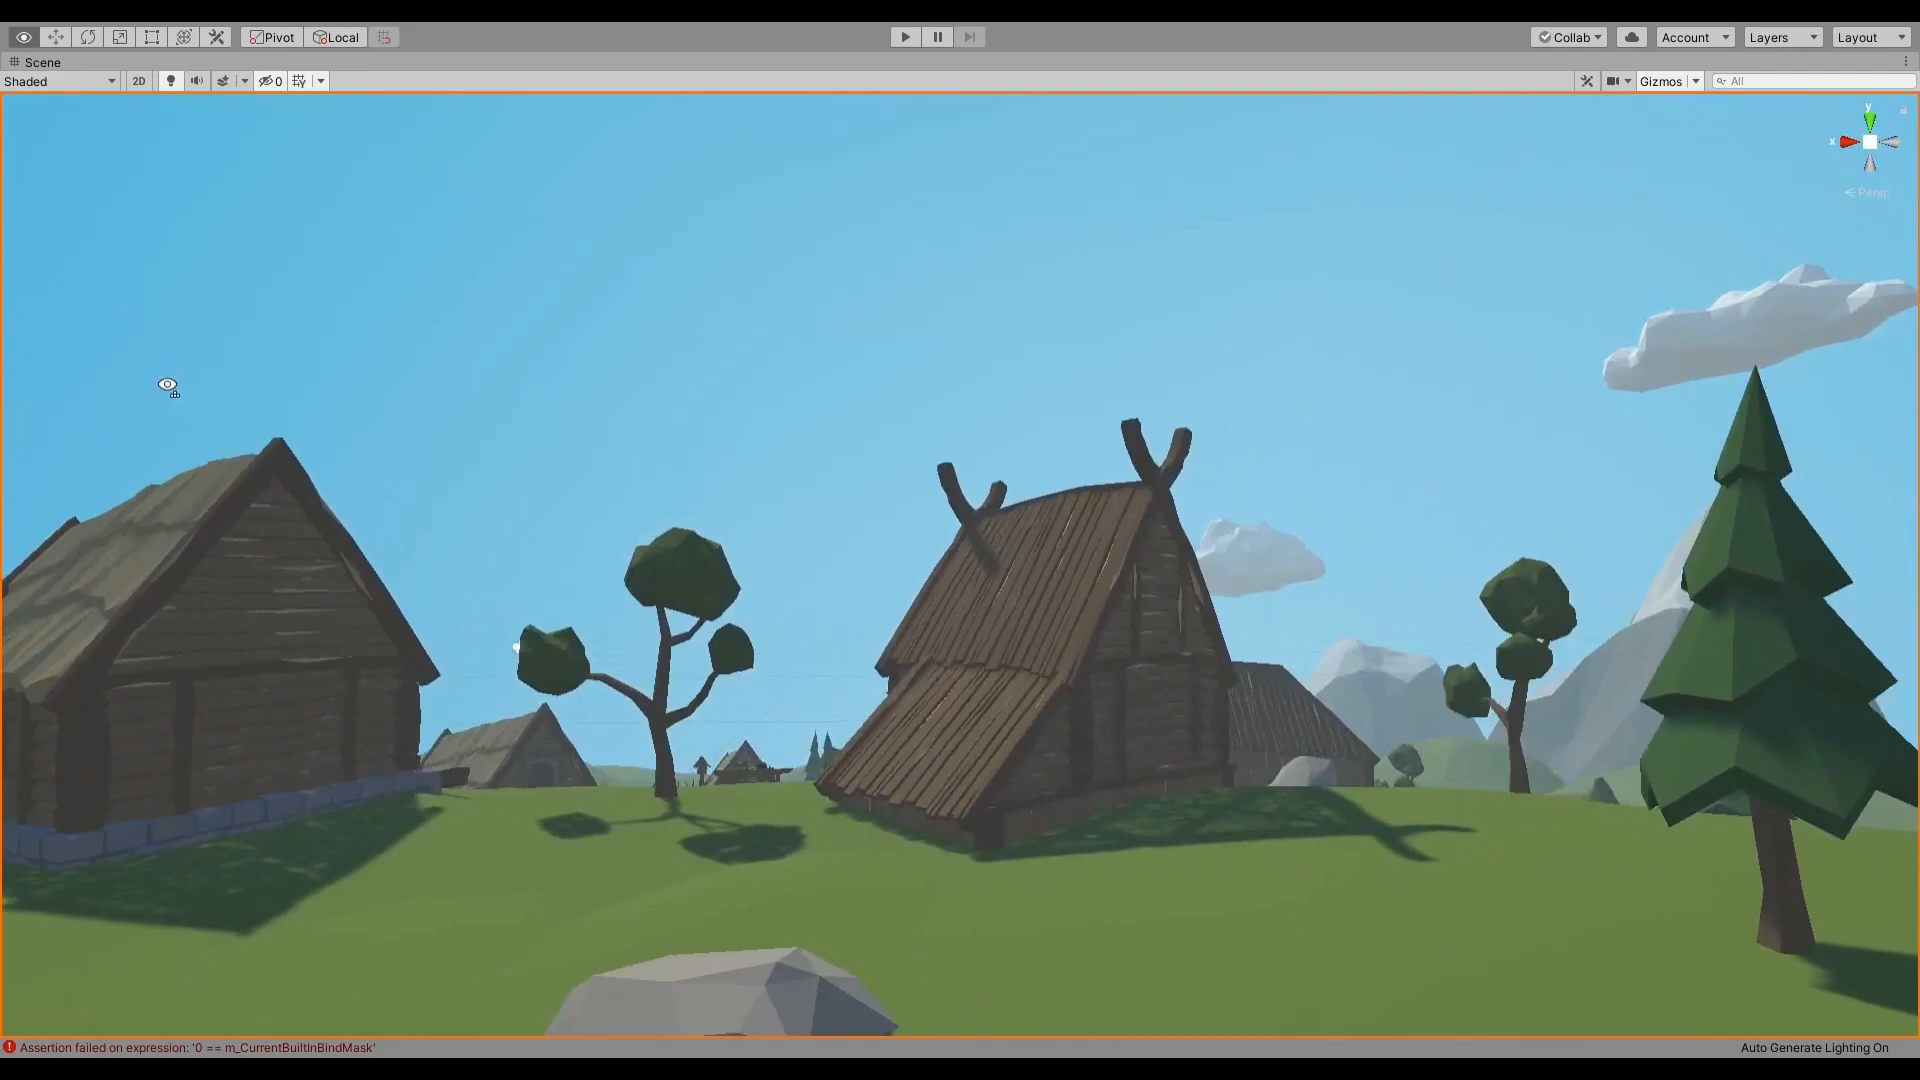 Pivot Local Collab Account Layers Layout
Scene
Shaded 2D 0 Gizmos All
y
x
Persp
Assertion failed on expression: '0 == m_CurrentBuiltInBindMask' Auto Generate Lighting On